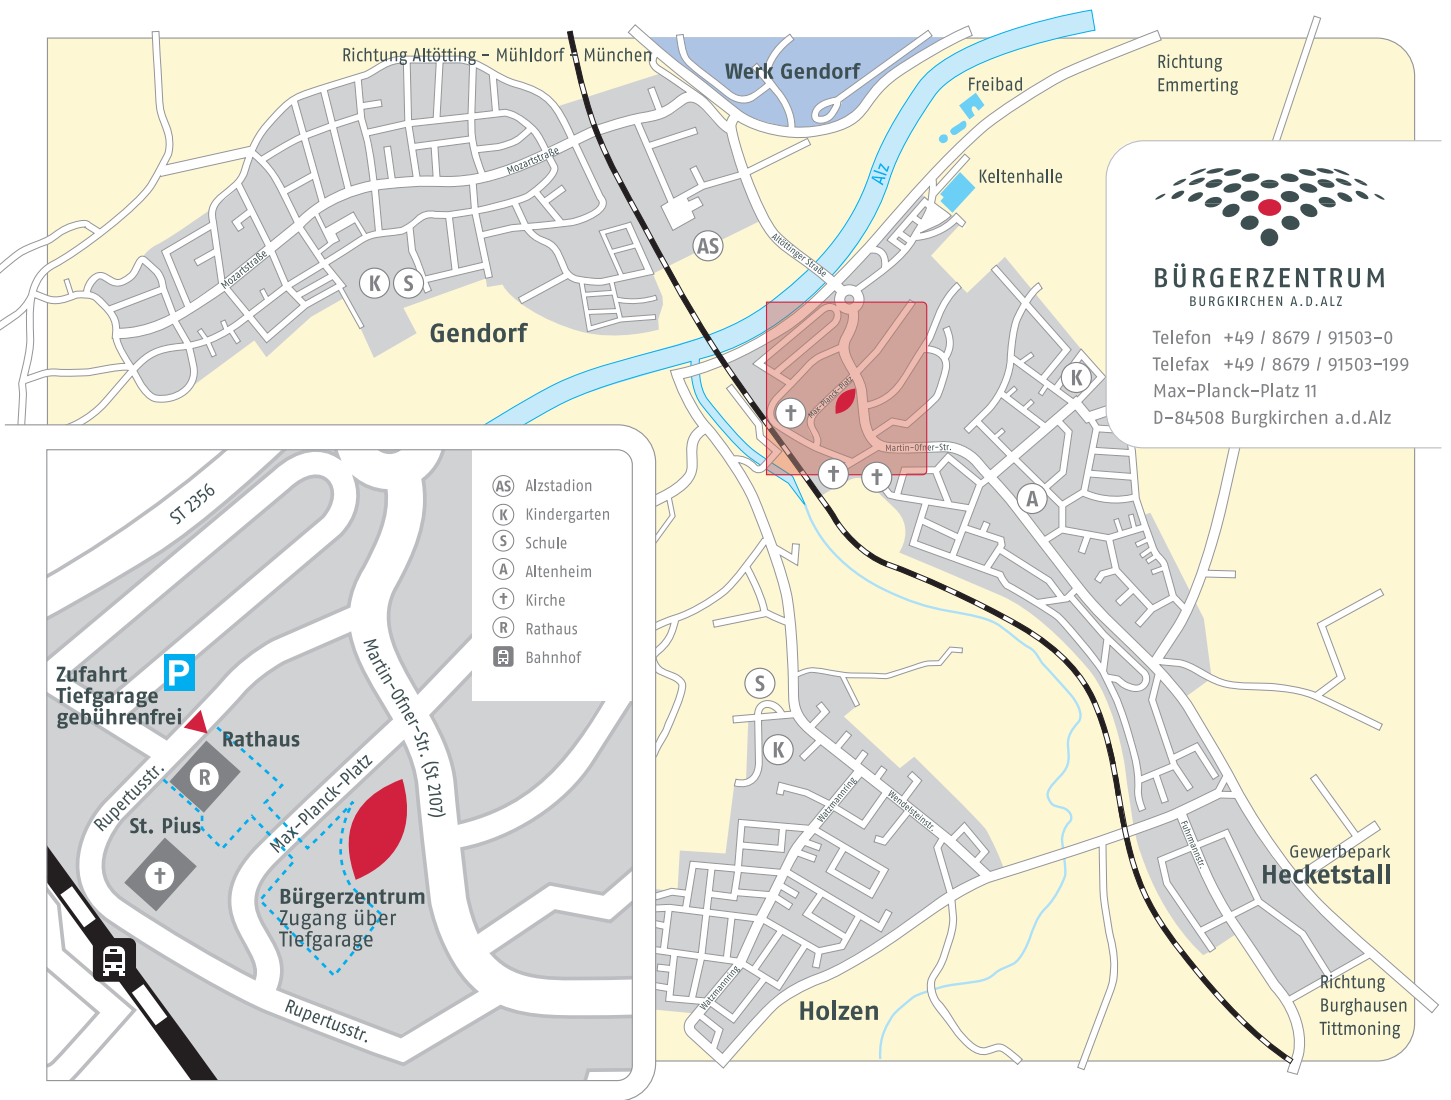 Richtung Altötting – Mühldorf – München
Werk Gendorf
Freibad
Richtung
Emmerting
Keltenhalle
Alz
Mozartstraße
Mozartstraße
Altöttinger Straße
AS
K
S
Gendorf
BÜRGERZENTRUM
BURGKIRCHEN A.D.ALZ
Telefon +49 / 8679 / 91503–0
Telefax +49 / 8679 / 91503–199
Max–Planck–Platz 11
D–84508 Burgkirchen a.d.Alz
Max–Planck–Platz
K
Martin–Ofner–Str.
A
S
K
Watzmannring
Wendelsteinstr.
Watzmannring
Holzen
Fuhrmannstr.
Gewerbepark
Hecketstall
Richtung
Burghausen
Tittmoning
ST 2356
AS Alzstadion
K Kindergarten
S Schule
A Altenheim
Kirche
R Rathaus
Bahnhof
Zufahrt
Tiefgarage
gebührenfrei
P
Rathaus
R
Rupertusstr.
St. Pius
Max–Planck–Platz
Martin–Ofner–Str. (St 2107)
Bürgerzentrum
Zugang über
Tiefgarage
Rupertusstr.